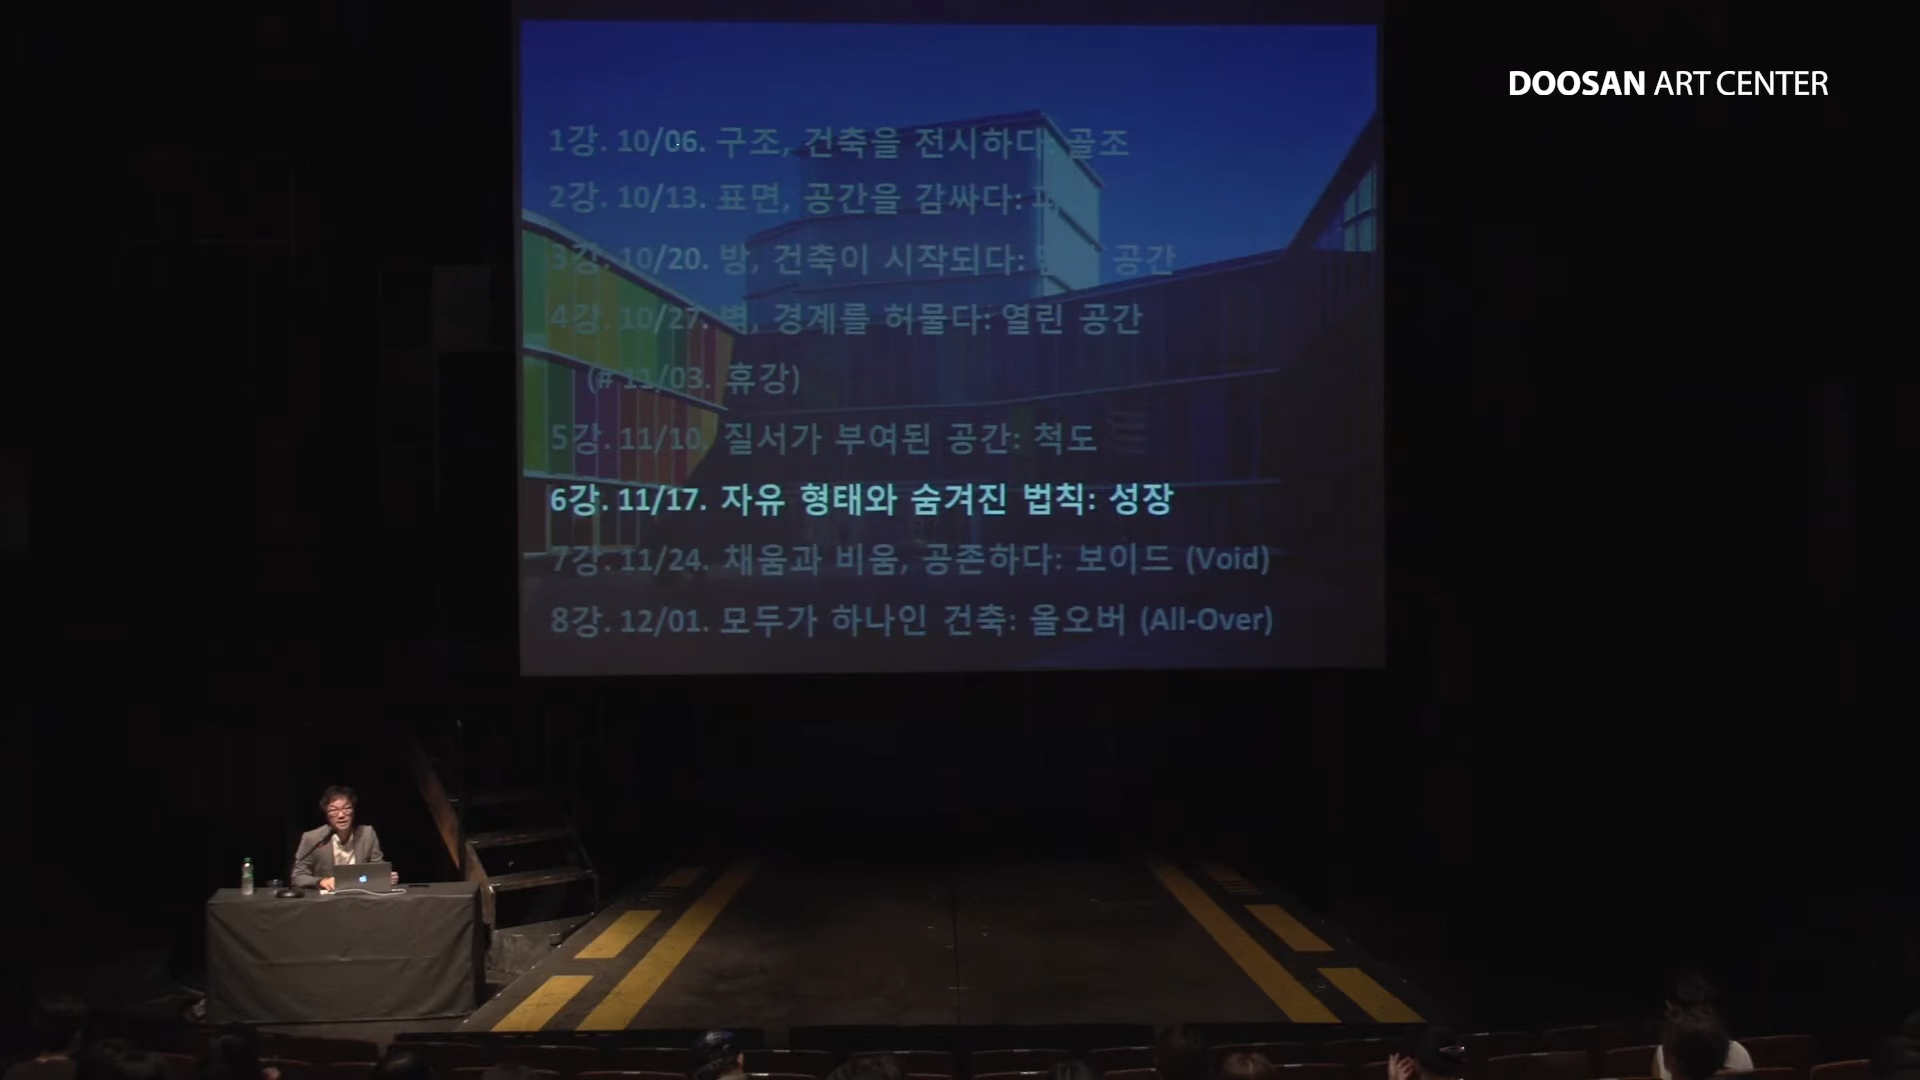 DOOSAN ART CENTER
1강. 10/06. 구조, 건축을 전시하다: 골조
2강. 10/13. 표면, 공간을 감싸다:
3강. 10/20. 방, 건축이 시작되다: 공간
4강. 10/27. 벽, 경계를 허물다: 열린 공간
(# 11/03. 휴강)
5강. 11/10. 질서가 부여된 공간: 척도
6강. 11/17. 자유 형태와 숨겨진 법칙: 성장
7강. 11/24. 채움과 비움, 공존하다: 보이드 (Void)
8강. 12/01. 모두가 하나인 건축: 올오버 (All-Over)